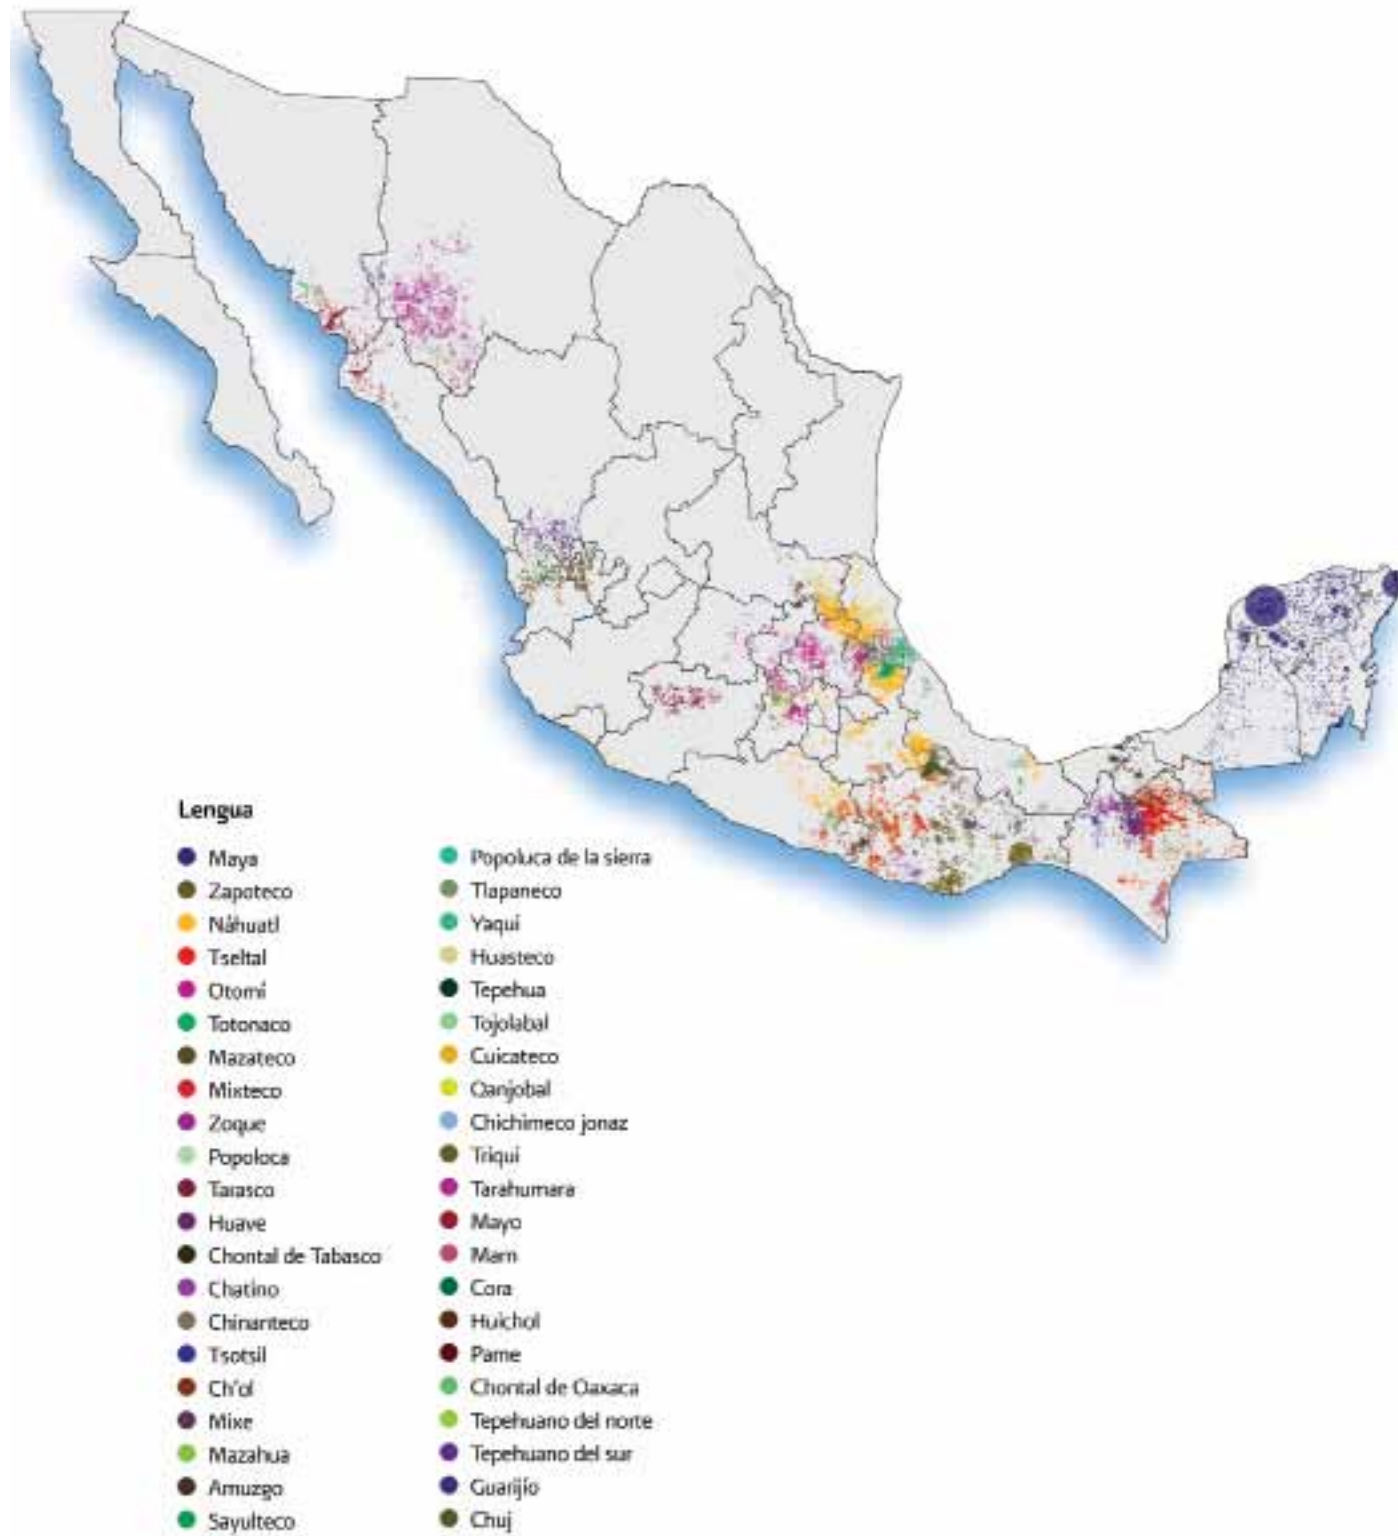 Lengua
Maya
Zapoteco
Náhuatl
Tseltal
Otomí
Totonaco
Mazateco
Mixteco
Zoque
Popoloca
Tarasco
Huave
Chontal de Tabasco
Chatino
Chinanteco
Tsotsil
Ch'ol
Mixe
Mazahua
Amuzgo
Sayulteco
Popoluca de la sierra
Tlapaneco
Yaqui
Huasteco
Tepehua
Tojolabal
Cuicateco
Qanjobal
Chichimeco jonaz
Triqui
Tarahumara
Mayo
Mam
Cora
Huichol
Pame
Chontal de Oaxaca
Tepehuano del norte
Tepehuano del sur
Guarijío
Chuj